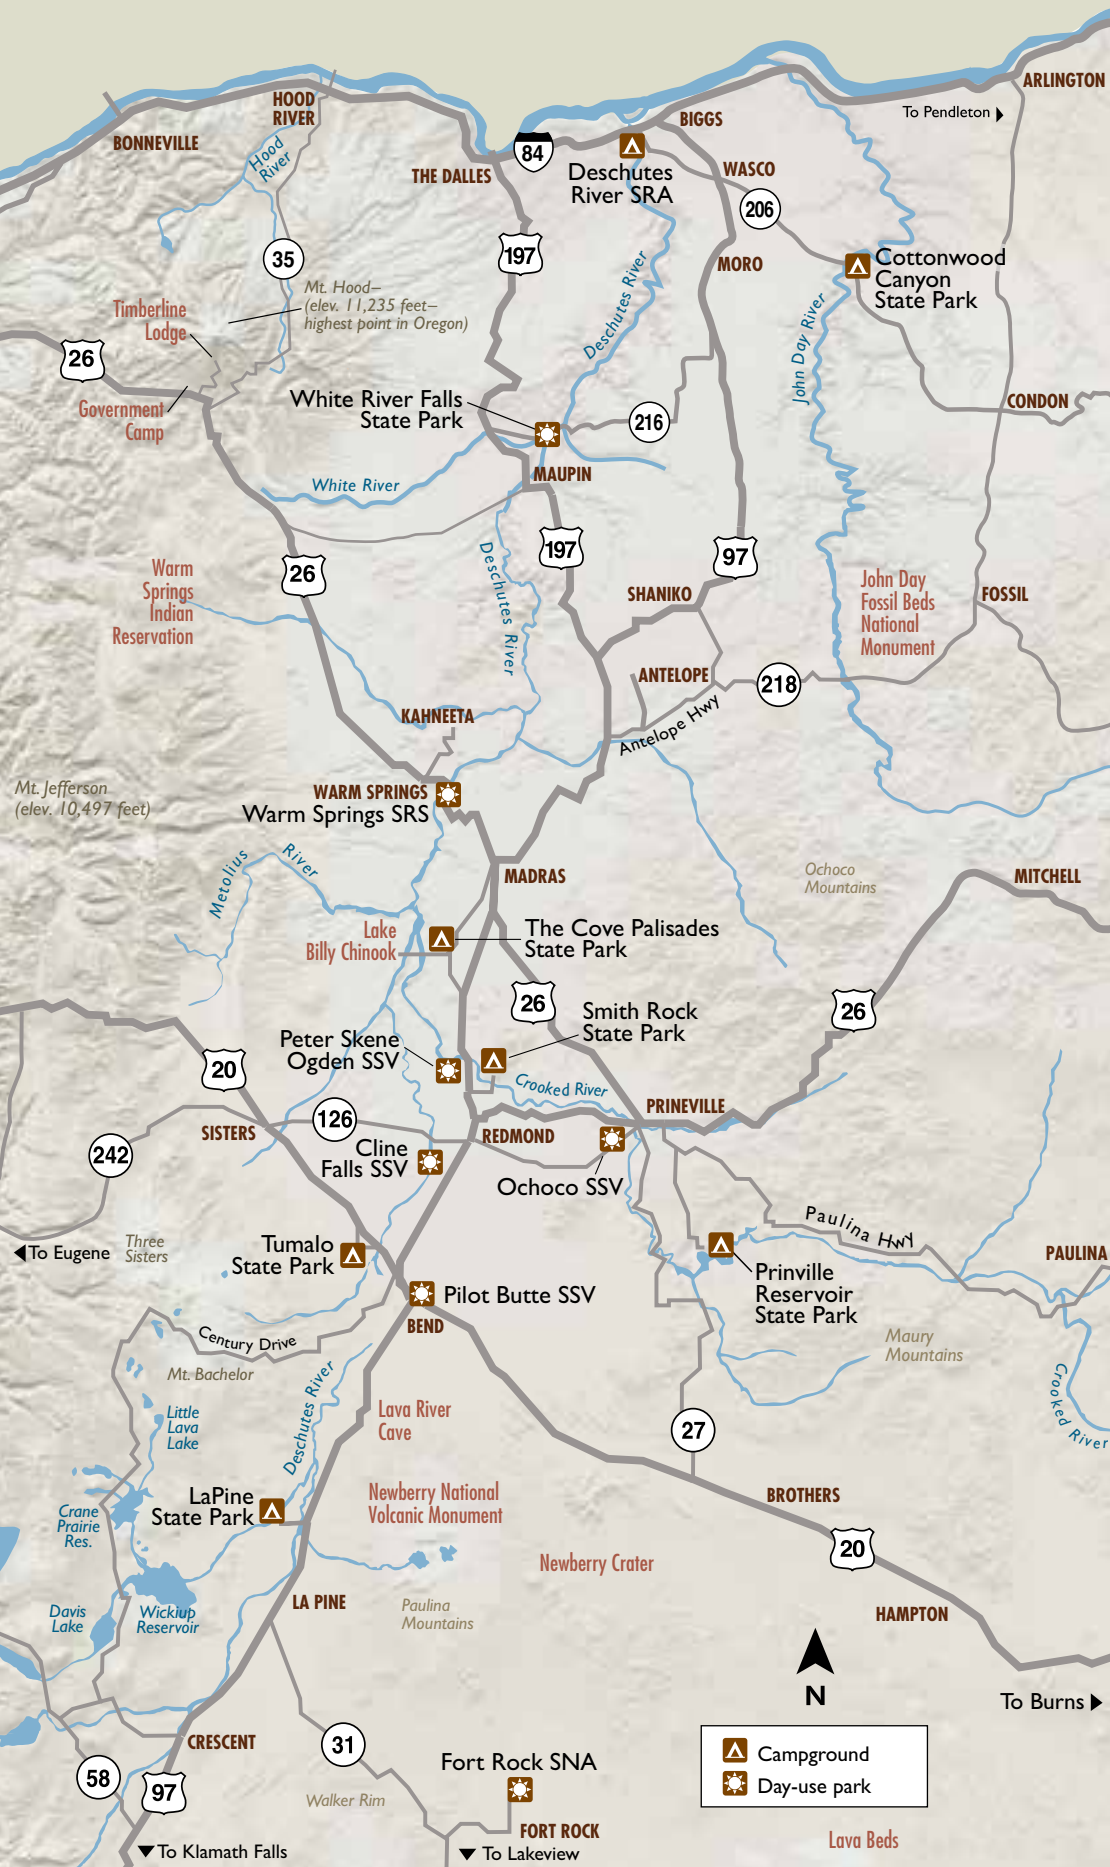 ARLINGTON
To Pendleton
HOOD
RIVER
BIGGS
BONNEVILLE
Hood
River
84
THE DALLES
Deschutes
River SRA
WASCO
206
197
35
MORO
Cottonwood
Canyon
State Park
Mt. Hood–
(elev. 11,235 feet–
highest point in Oregon)
Timberline
Lodge
Deschutes River
John Day River
26
Government
Camp
White River Falls
State Park
216
CONDON
MAUPIN
White River
197
97
26
Deschutes River
Warm
Springs
Indian
Reservation
SHANIKO
John Day
Fossil Beds
National
Monument
FOSSIL
ANTELOPE
218
Antelope Hwy
KAHNEETA
Mt. Jefferson
(elev. 10,497 feet)
WARM SPRINGS
Warm Springs SRS
Metolius
River
MADRAS
Ochoco
Mountains
MITCHELL
Lake
Billy Chinook
The Cove Palisades
State Park
26
26
Smith Rock
State Park
Peter Skene
Ogden SSV
20
Crooked River
126
PRINEVILLE
SISTERS
REDMOND
242
Cline
Falls SSV
Ochoco SSV
Paulina Hwy
To Eugene
Three
Sisters
Tumalo
State Park
PAULINA
Prinville
Reservoir
State Park
Pilot Butte SSV
BEND
Century Drive
Maury
Mountains
Mt. Bachelor
Deschutes River
Crooked River
Little
Lava
Lake
Lava River
Cave
27
LaPine
State Park
Crane
Prairie
Res.
Newberry National
Volcanic Monument
BROTHERS
Newberry Crater
20
LA PINE
Davis
Lake
Wickiup
Reservoir
Paulina
Mountains
HAMPTON
N
To Burns
CRESCENT
31
58
97
Fort Rock SNA
Walker Rim
Campground
Day-use park
FORT ROCK
Lava Beds
To Klamath Falls
To Lakeview